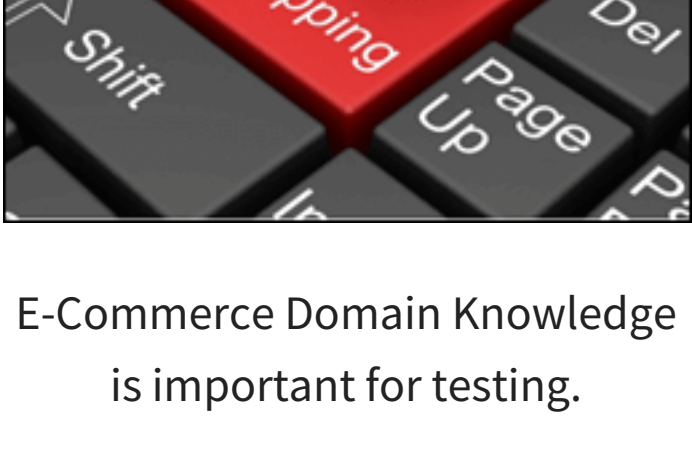 pping
Del
Shift
Page
Up
E-Commerce Domain Knowledge
is important for testing.